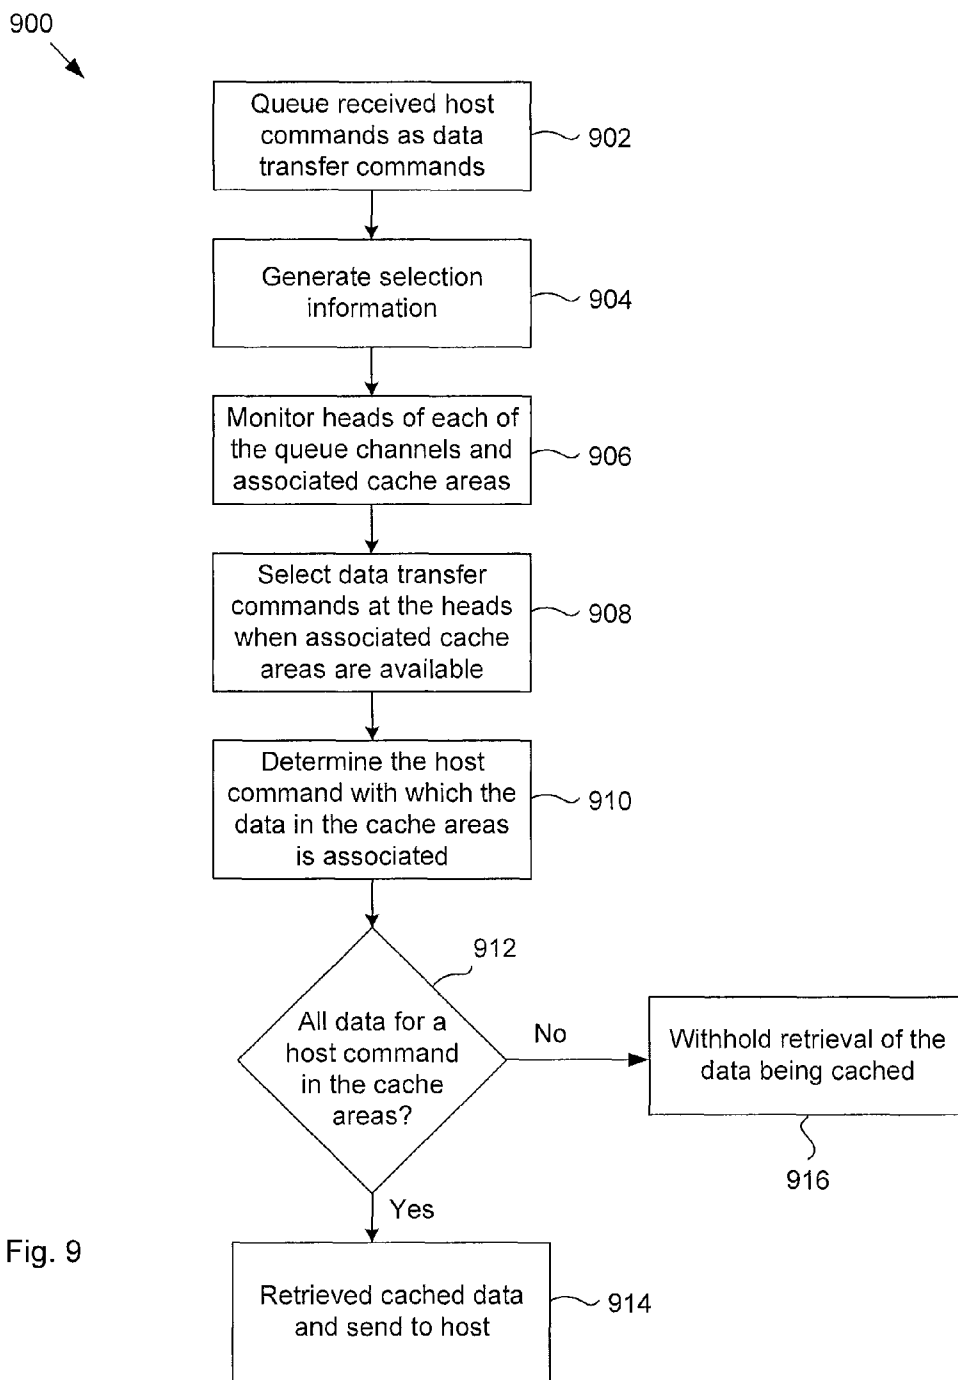 900
Queue received host
commands as data
transfer commands
902
Generate selection
information
904
Monitor heads of each of
the queue channels and
associated cache areas
906
Select data transfer
commands at the heads
when associated cache
areas are available
908
Determine the host
command with which the
data in the cache areas
is associated
910
912
All data for a
host command
in the cache
areas?
No
Withhold retrieval of the
data being cached
916
Yes
Fig. 9
Retrieved cached data
and send to host
914